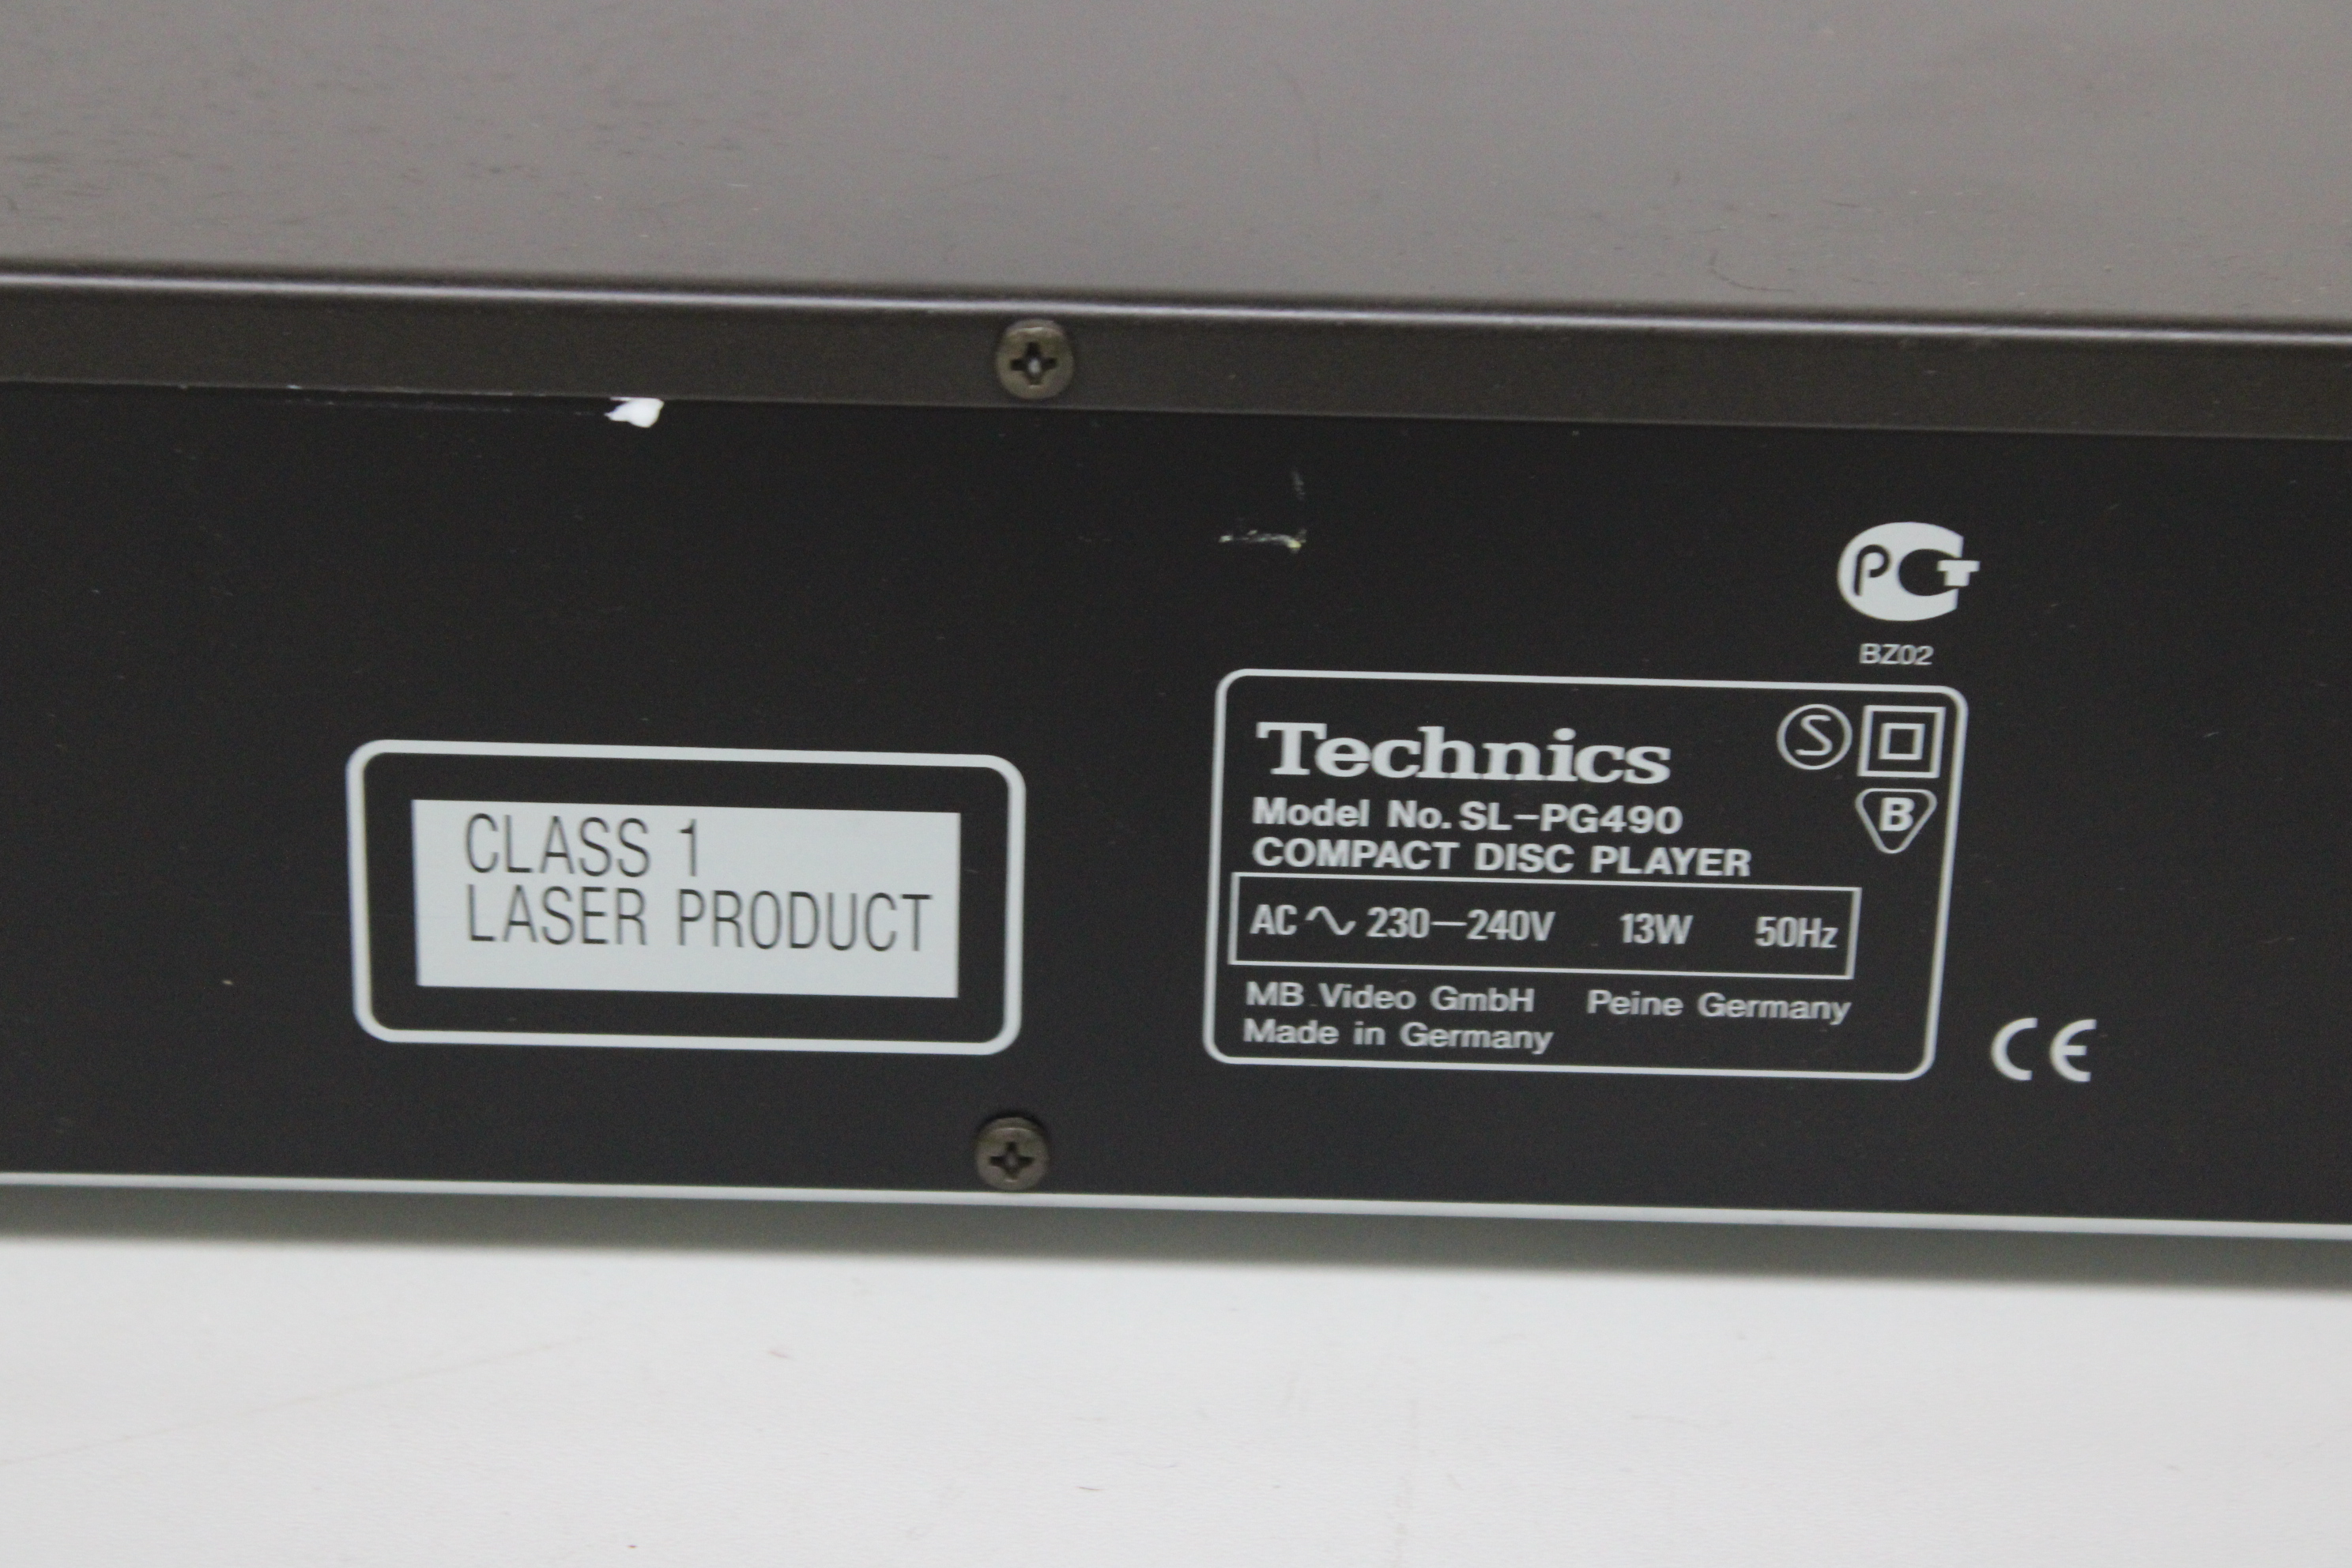 РСТ
BZ02
CLASS 1
LASER PRODUCT
Technics
S
B
Model No. SL-PG490
COMPACT DISC PLAYER
AC ∿ 230-240V 13W 50Hz
MB Video GmbH Peine Germany
Made in Germany
CE